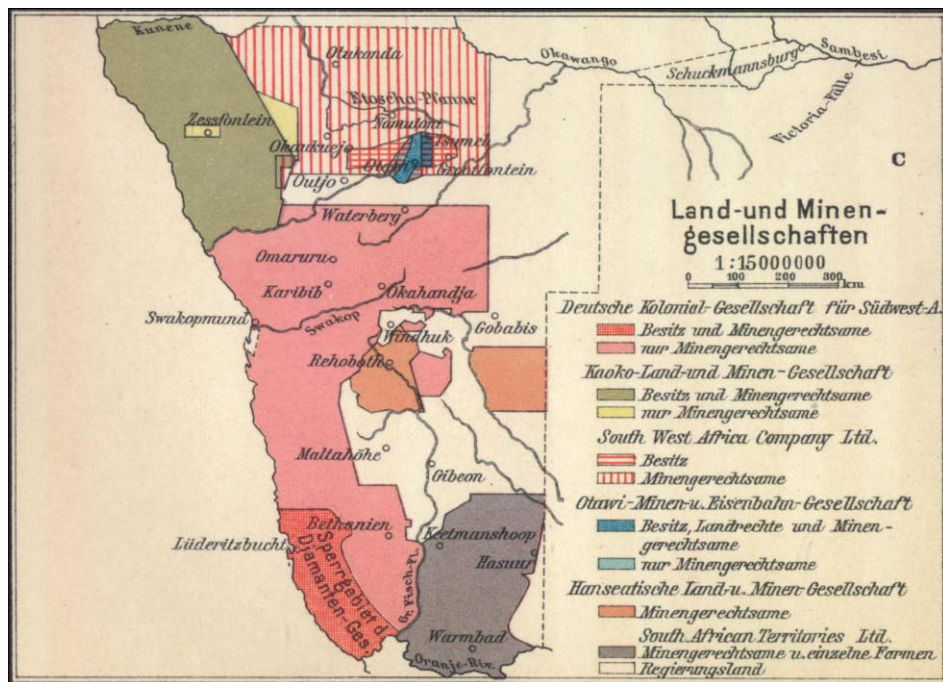 Kunene
Otukonda
Okawango
Schuckmannsburg
Sambesi
Victoria-Fälle
Etoscha-Pfanne
Namutoni
Zessfontein
Okaukuejo
Tsumeb
Otawi
Grootfontein
Outjo
C
Waterberg
Land- und Minen-
gesellschaften
1:15000000
0 100 200 300 km
Omaruru
Karibib
Okahandja
Swakopmund
Swakop
Gobabis
Windhuk
Rehoboth
Deutsche Kolonial-Gesellschaft für Südwest-A.
Besitz und Minengerechtsame
nur Minengerechtsame
Kaoko-Land-und Minen-Gesellschaft
Besitz und Minengerechtsame
nur Minengerechtsame
South West Africa Company Ltd.
Besitz
Minengerechtsame
Otawi-Minen-u. Eisenbahn-Gesellschaft
Besitz, Landrechte und Minen-
gerechtsame
nur Minengerechtsame
Hanseatische Land-u. Minen-Gesellschaft
Minengerechtsame
South African Territories Ltd.
Minengerechtsame u. einzelne Farmen
Regierungsland
Maltahöhe
Gibeon
Bethanien
Keetmanshoop
Lüderitzbucht
Hasuur
Sperrgebiet d.
Diamanten-Ges.
Gr. Fisch-Fl.
Warmbad
Oranje-Riv.